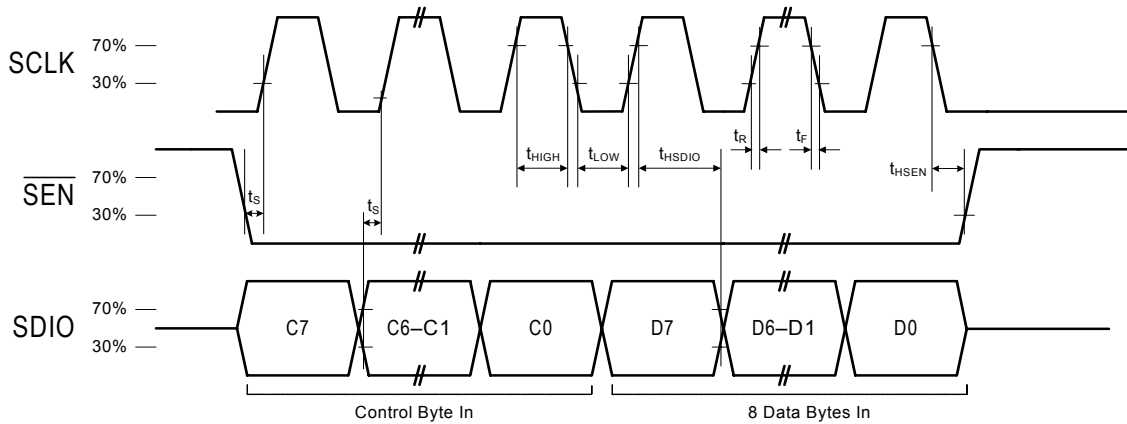 SCLK
70%
30%
SEN
70%
30%
tS
tS
tHIGH
tLOW
tHSDIO
tR
tF
tHSEN
SDIO
70%
30%
C7
C6–C1
C0
D7
D6–D1
D0
Control Byte In
8 Data Bytes In